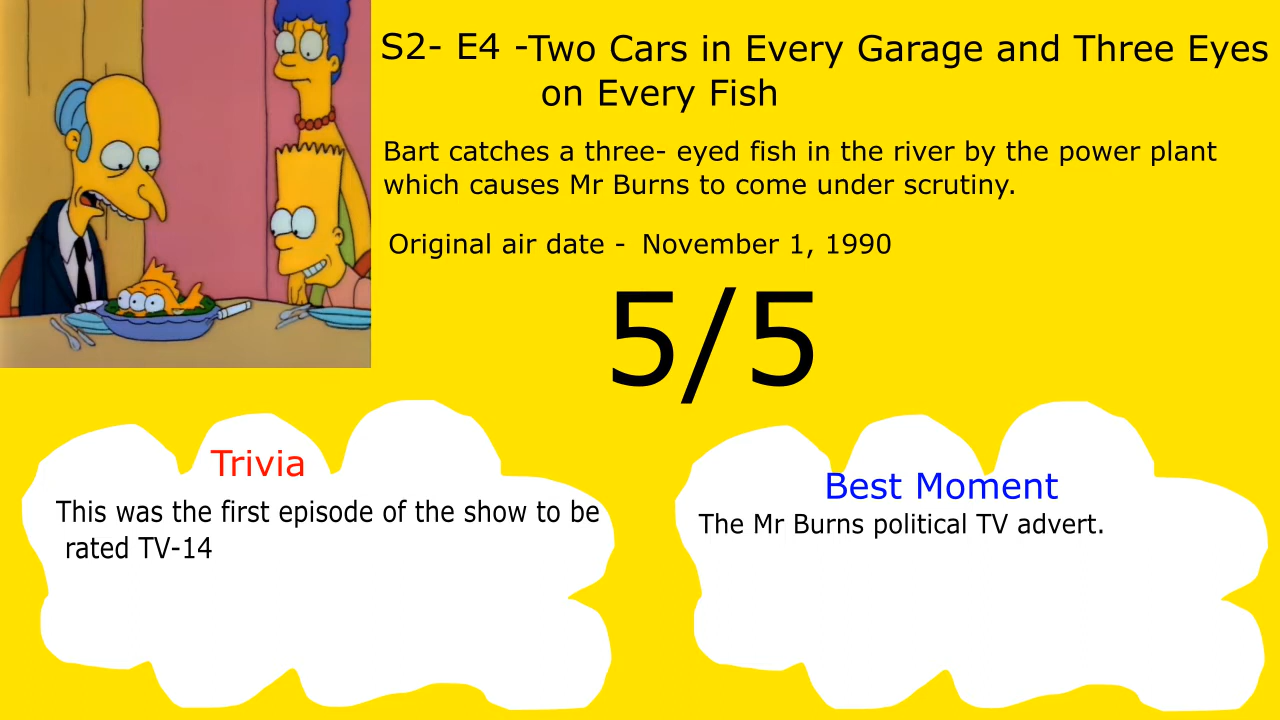 S2- E4 -Two Cars in Every Garage and Three Eyes
on Every Fish
Bart catches a three- eyed fish in the river by the power plant
which causes Mr Burns to come under scrutiny.
Original air date - November 1, 1990
5/5
Trivia
This was the first episode of the show to be
rated TV-14
Best Moment
The Mr Burns political TV advert.